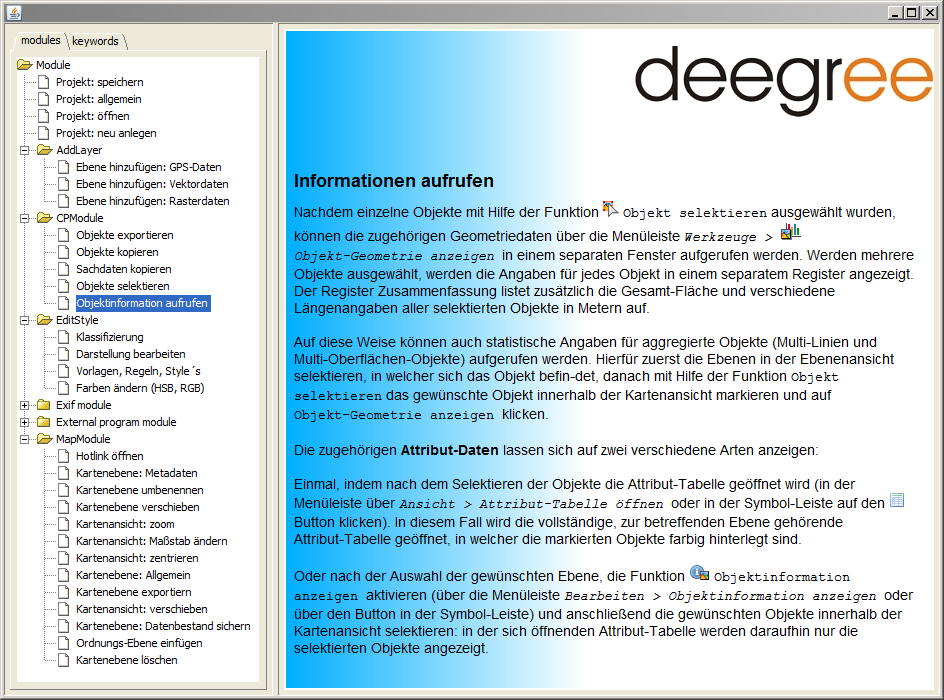 modules
keywords
Module
Projekt: speichern
Projekt: allgemein
Projekt: öffnen
Projekt: neu anlegen
AddLayer
Ebene hinzufügen: GPS-Daten
Ebene hinzufügen: Vektordaten
Ebene hinzufügen: Rasterdaten
CPModule
Objekte exportieren
Objekte kopieren
Sachdaten kopieren
Objekte selektieren
Objektinformation aufrufen
EditStyle
Klassifizierung
Darstellung bearbeiten
Vorlagen, Regeln, Style´s
Farben ändern (HSB, RGB)
Exif module
External program module
MapModule
Hotlink öffnen
Kartenebene: Metadaten
Kartenebene umbenennen
Kartenebene verschieben
Kartenansicht: zoom
Kartenansicht: Maßstab ändern
Kartenansicht: zentrieren
Kartenebene: Allgemein
Kartenebene exportieren
Kartenansicht: verschieben
Kartenebene: Datenbestand sichern
Ordnungs-Ebene einfügen
Kartenebene löschen
deegree
Informationen aufrufen
Nachdem einzelne Objekte mit Hilfe der Funktion Objekt selektieren ausgewählt wurden,
können die zugehörigen Geometriedaten über die Menüleiste Werkzeuge >
Objekt-Geometrie anzeigen in einem separaten Fenster aufgerufen werden. Werden mehrere
Objekte ausgewählt, werden die Angaben für jedes Objekt in einem separatem Register angezeigt.
Der Register Zusammenfassung listet zusätzlich die Gesamt-Fläche und verschiedene
Längenangaben aller selektierten Objekte in Metern auf.
Auf diese Weise können auch statistische Angaben für aggregierte Objekte (Multi-Linien und
Multi-Oberflächen-Objekte) aufgerufen werden. Hierfür zuerst die Ebenen in der Ebenenansicht
selektieren, in welcher sich das Objekt befin-det, danach mit Hilfe der Funktion Objekt
selektieren das gewünschte Objekt innerhalb der Kartenansicht markieren und auf
Objekt-Geometrie anzeigen klicken.
Die zugehörigen Attribut-Daten lassen sich auf zwei verschiedene Arten anzeigen:
Einmal, indem nach dem Selektieren der Objekte die Attribut-Tabelle geöffnet wird (in der
Menüleiste über Ansicht > Attribut-Tabelle öffnen oder in der Symbol-Leiste auf den
Button klicken). In diesem Fall wird die vollständige, zur betreffenden Ebene gehörende
Attribut-Tabelle geöffnet, in welcher die markierten Objekte farbig hinterlegt sind.
Oder nach der Auswahl der gewünschten Ebene, die Funktion Objektinformation
anzeigen aktivieren (über die Menüleiste Bearbeiten > Objektinformation anzeigen oder
über den Button in der Symbol-Leiste) und anschließend die gewünschten Objekte innerhalb der
Kartenansicht selektieren: in der sich öffnenden Attribut-Tabelle werden daraufhin nur die
selektierten Objekte angezeigt.